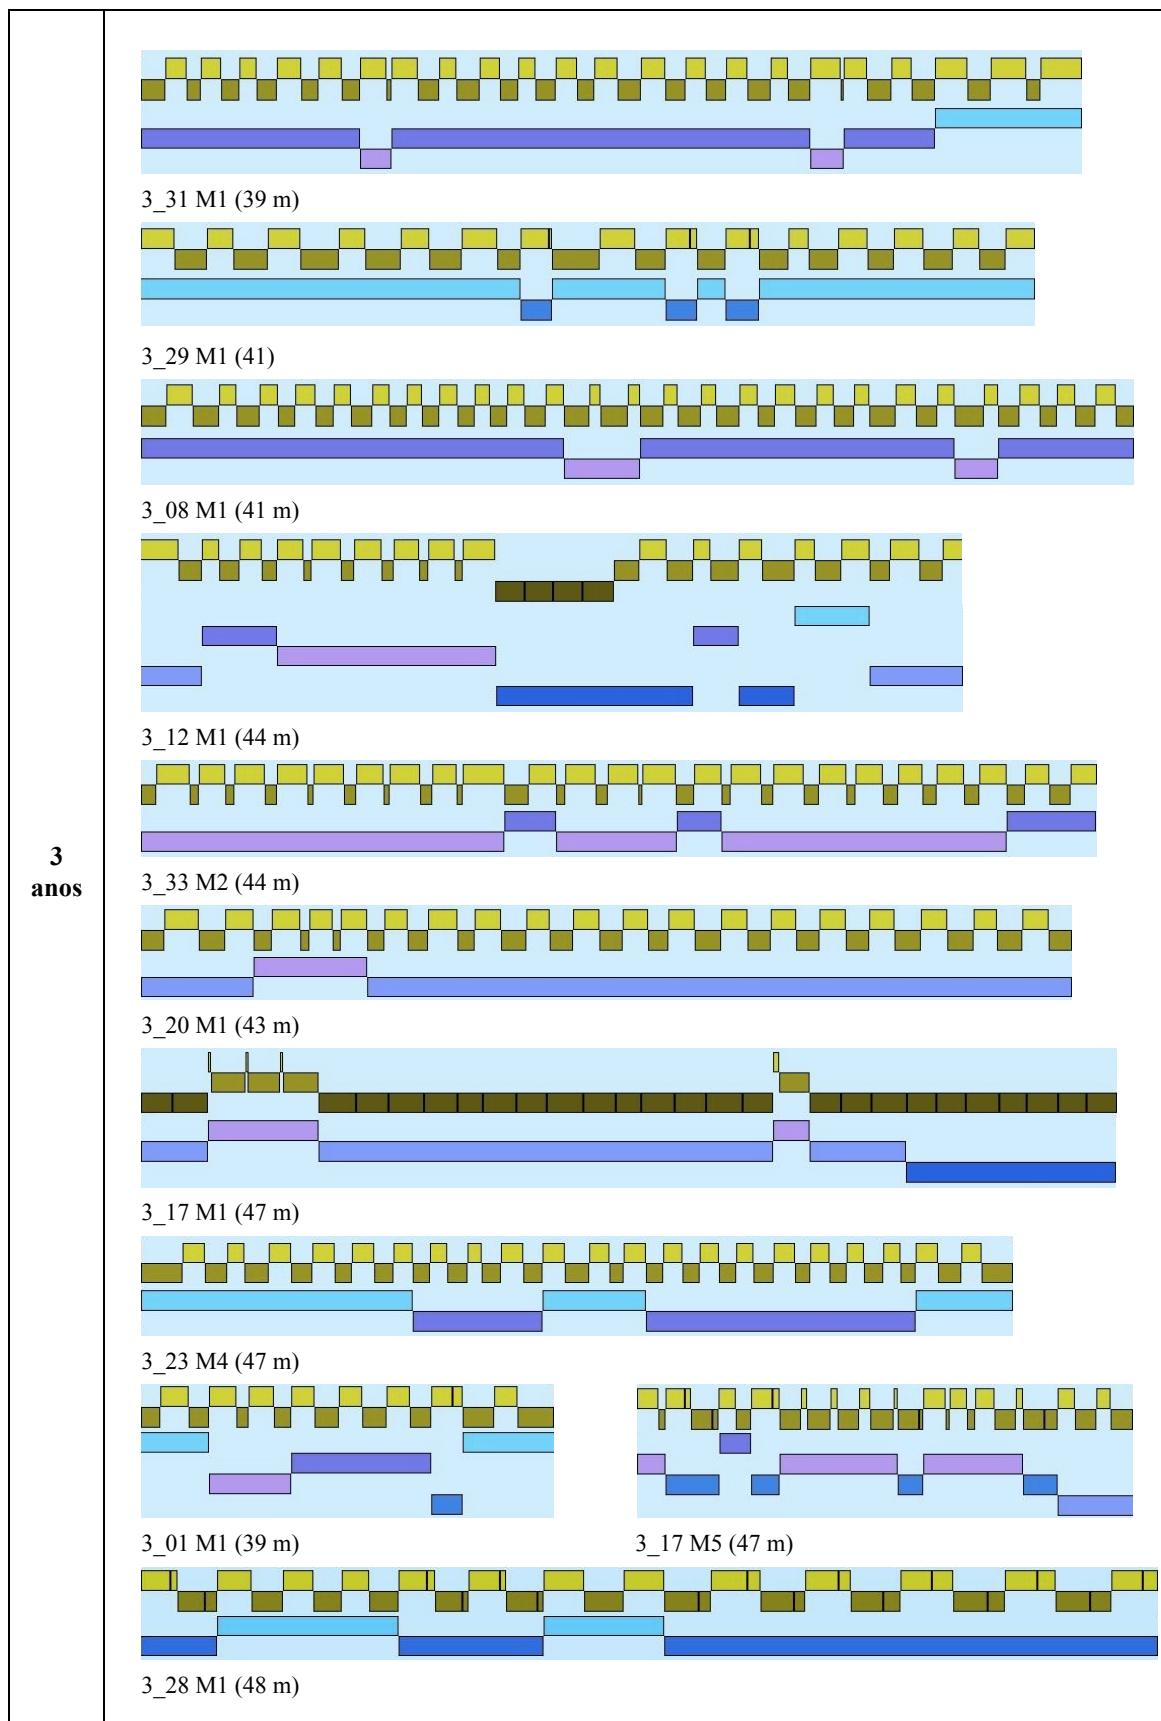 3_31 M1 (39 m)
3_29 M1 (41)
3_08 M1 (41 m)
3_12 M1 (44 m)
3
anos
3_33 M2 (44 m)
3_20 M1 (43 m)
3_17 M1 (47 m)
3_23 M4 (47 m)
3_01 M1 (39 m)
3_17 M5 (47 m)
3_28 M1 (48 m)